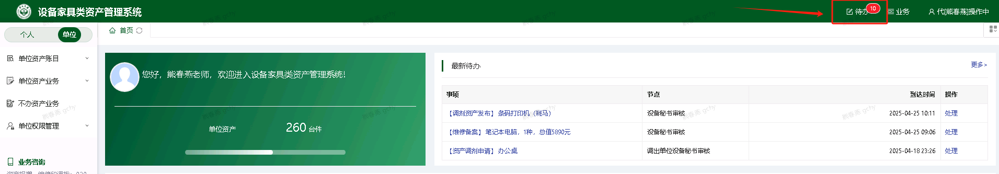 设备家具类资产管理系统
待办 10 业务 代[熊春燕]操作中
个人 单位
首页
单位资产账目
单位资产业务
不办资产业务
单位权限管理
业务咨询
您好，熊春燕老师，欢迎进入设备家具类资产管理系统!
单位资产 260 台件
最新待办 更多>
事项 节点 到达时间 操作
【调剂资产发布】 条码打印机（斑马） 设备秘书审核 2025-04-25 10:11 处理
【维修备案】 笔记本电脑，1种，总值5890元 设备秘书审核 2025-04-25 09:06 处理
【资产调剂申请】 办公桌 调出单位设备秘书审核 2025-04-18 23:26 处理
熊春燕 gchy